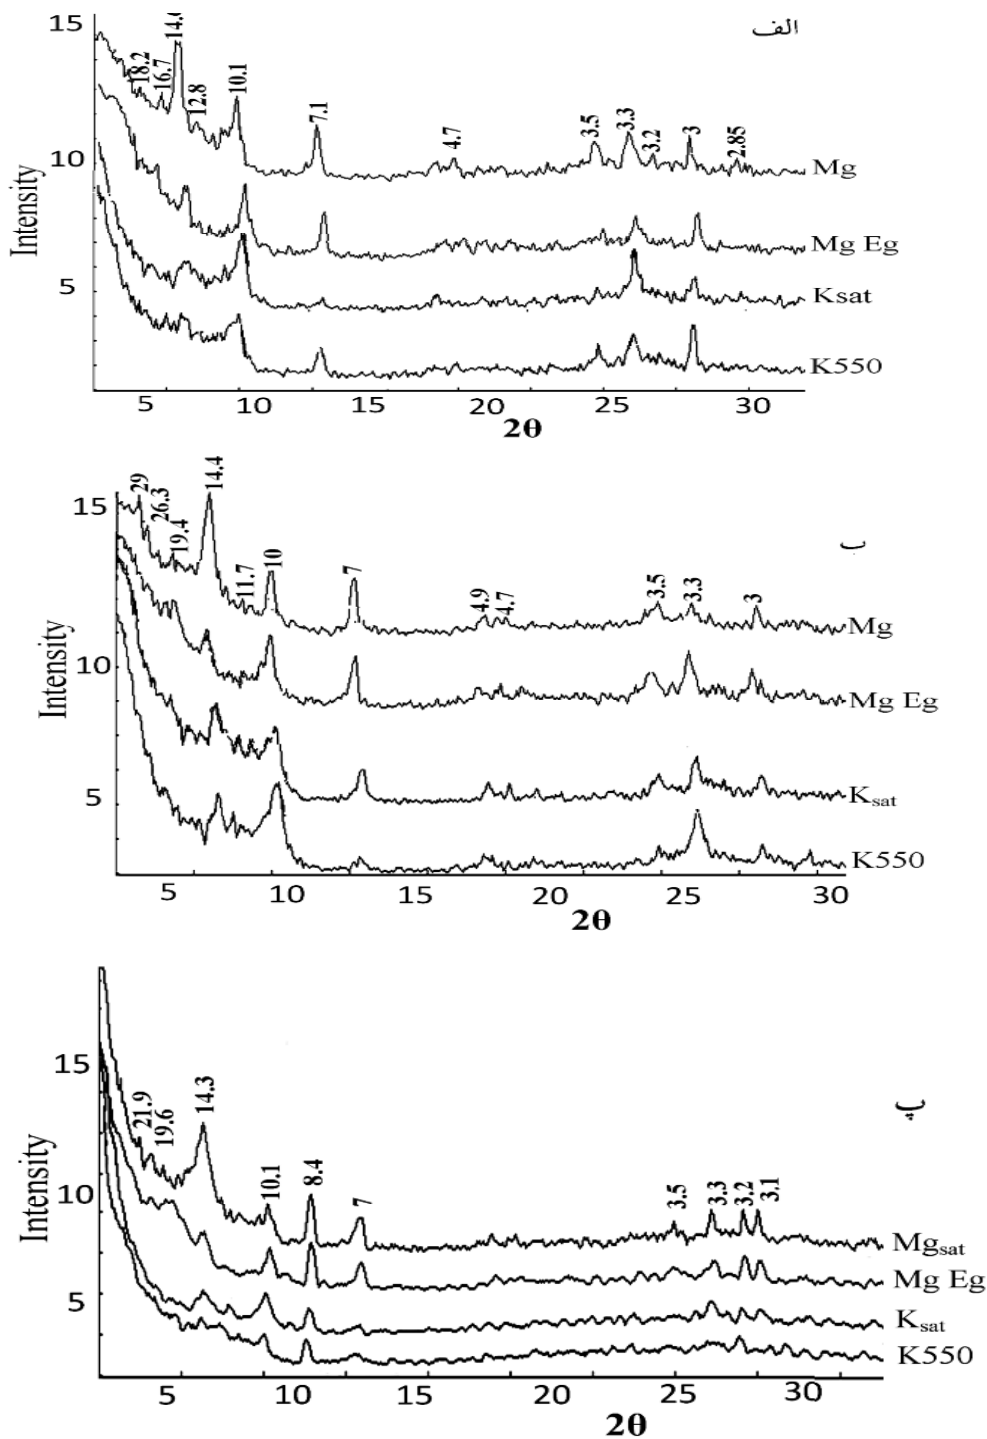 الف
15
18.2 16.7 12.8 10.1 7.1 4.7 3.5 3.3 3.2 3 2.85
Mg
10
Mg Eg
5
Ksat
K550
Intensity
5 10 15 20 25 30
2θ
ب
15
29 26.3 19.4 14.4 11.7 10 7 4.9 4.7 3.5 3.3 3
Mg
10
Mg Eg
5
Ksat
K550
Intensity
5 10 15 20 25 30
2θ
پ
15
21.9 19.6 14.3 10.1 8.4 7 3.5 3.3 3.2 3.1
10
Mgsat
Mg Eg
5
Ksat
K550
Intensity
5 10 15 20 25 30
2θ